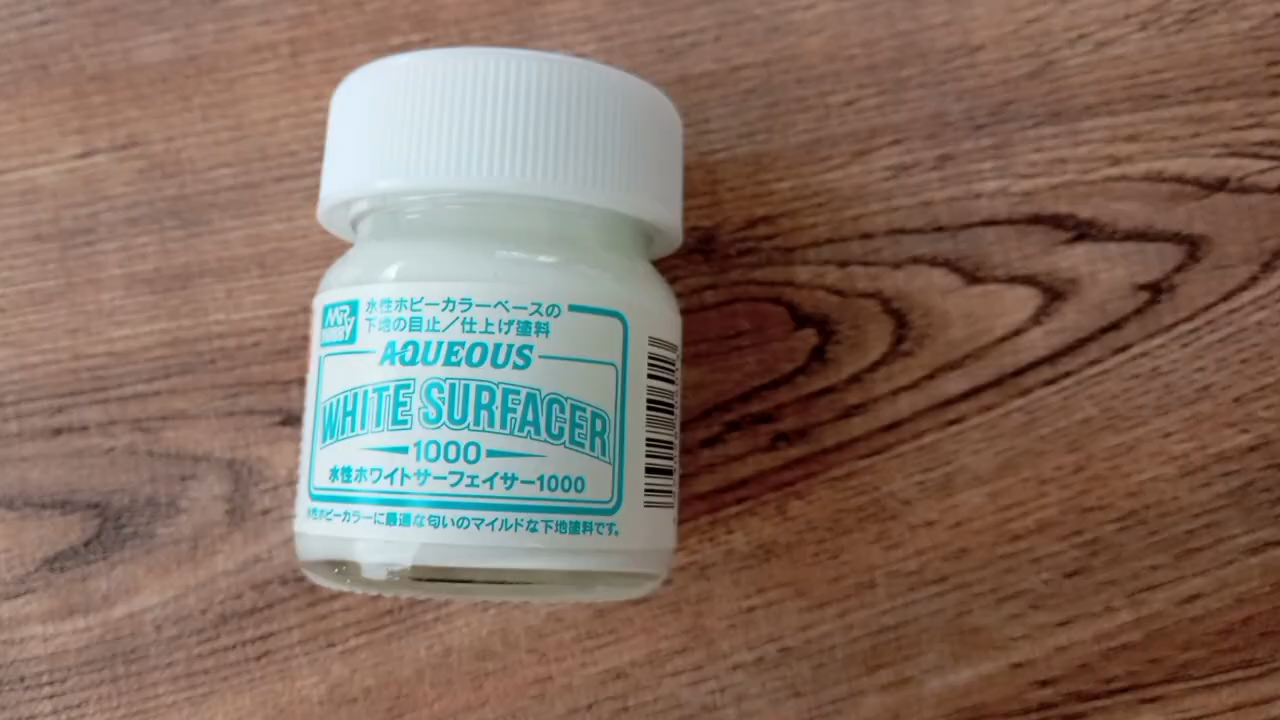 MR.HOBBY
水性ホビーカラーベースの
下地の目止／仕上げ塗料
AQUEOUS
WHITE SURFACER
1000
水性ホワイトサーフェイサー1000
水性ホビーカラーに最適な匂いのマイルドな下地塗料です。